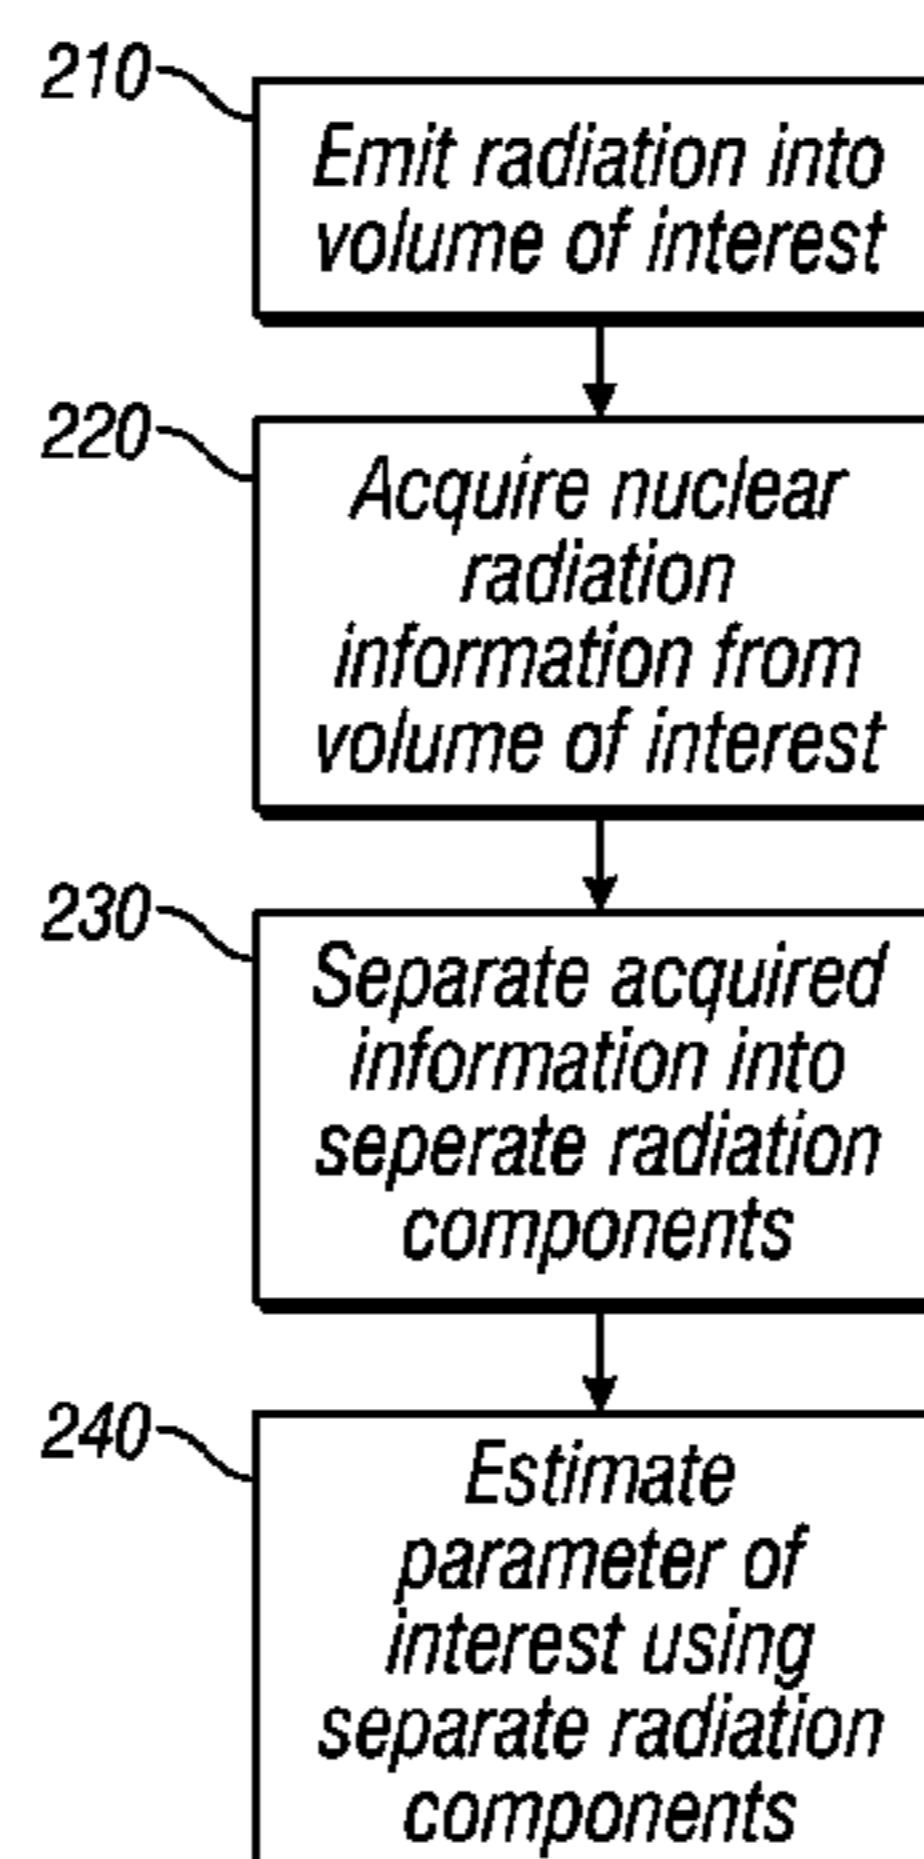 210
Emit radiation into
volume of interest
220
Acquire nuclear
radiation
information from
volume of interest
230
Separate acquired
information into
seperate radiation
components
240
Estimate
parameter of
interest using
separate radiation
components